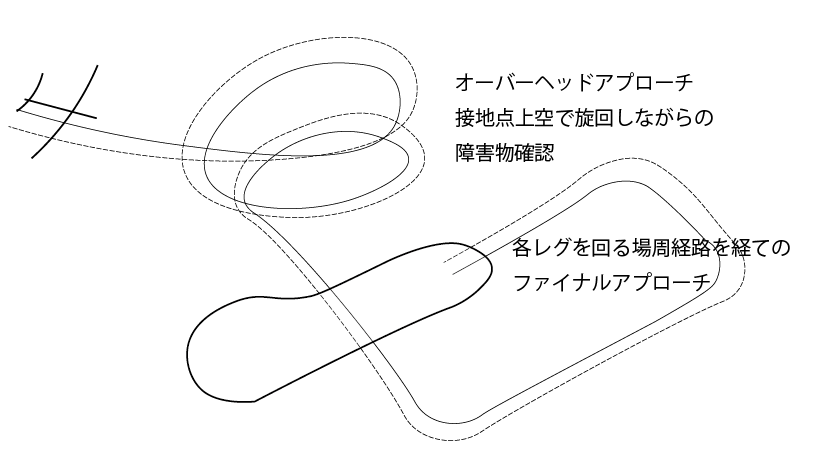 オーバーヘッドアプローチ
接地点上空で旋回しながらの
障害物確認
各レグを回る場周経路を経ての
ファイナルアプローチ